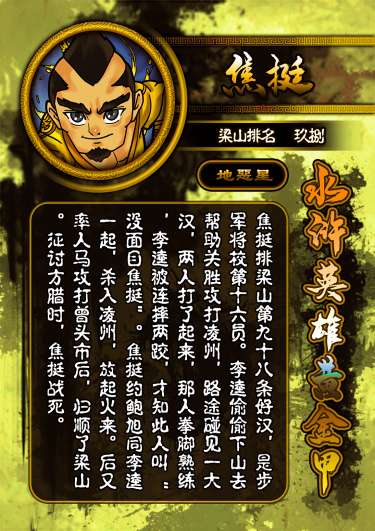 焦挺
梁山排名 玖捌
地恶星
水浒英雄黄金甲
焦挺排梁山第九十八条好汉，是步
军将校第十六员。李逵偷偷下山去
帮助关胜攻打凌州，路途碰见一大
汉，两人打了起来，那人拳脚熟练
，李逵被连摔两跤，才知此人叫“
没面目焦挺”。焦挺约鲍旭同李逵
一起，杀入凌州，放起火来。后又
率人马攻打曾头市后，归顺了梁山
。征讨方腊时，焦挺战死。